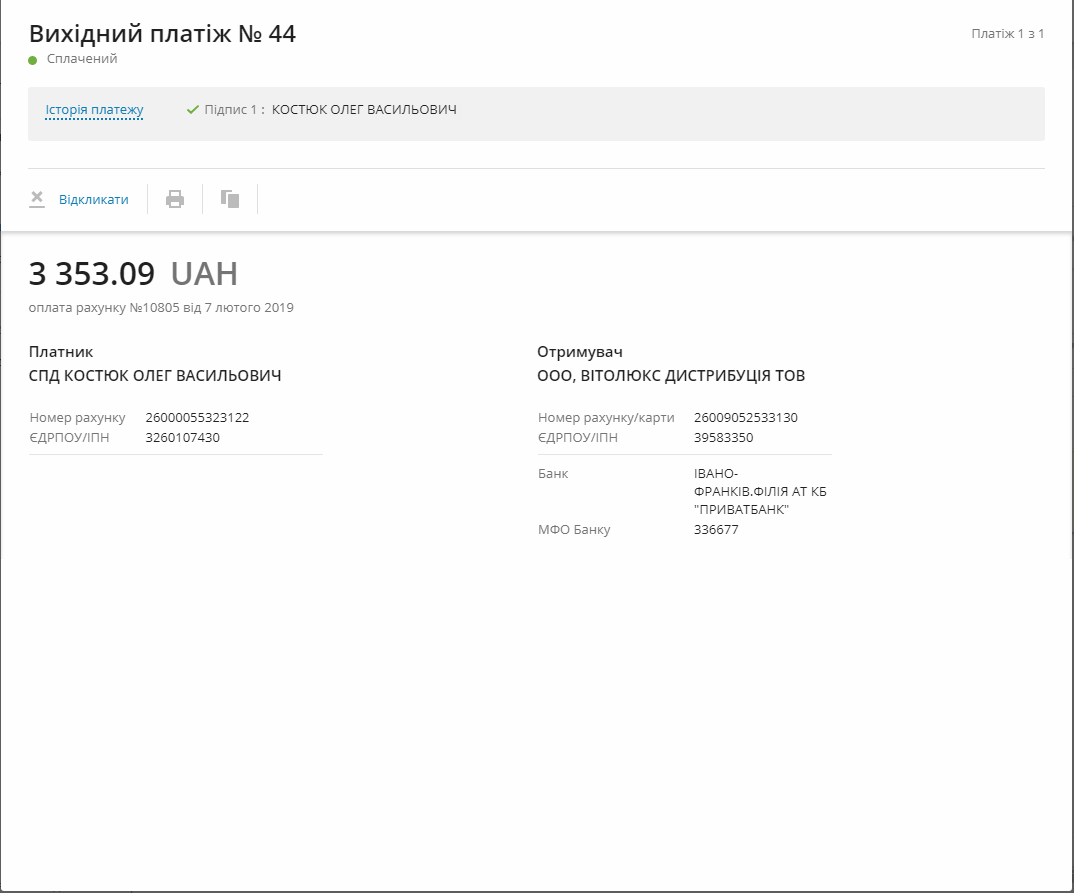 Вихідний платіж № 44
Платіж 1 з 1
Сплачений
Історія платежу
Підпис 1 : КОСТЮК ОЛЕГ ВАСИЛЬОВИЧ
Відкликати
3 353.09 UAH
оплата рахунку №10805 від 7 лютого 2019
Платник
СПД КОСТЮК ОЛЕГ ВАСИЛЬОВИЧ
Номер рахунку 26000055323122
ЄДРПОУ/ІПН 3260107430
Отримувач
ООО, ВІТОЛЮКС ДИСТРИБУЦІЯ ТОВ
Номер рахунку/карти 26009052533130
ЄДРПОУ/ІПН 39583350
Банк ІВАНО-
ФРАНКІВ.ФІЛІЯ АТ КБ
"ПРИВАТБАНК"
МФО Банку 336677